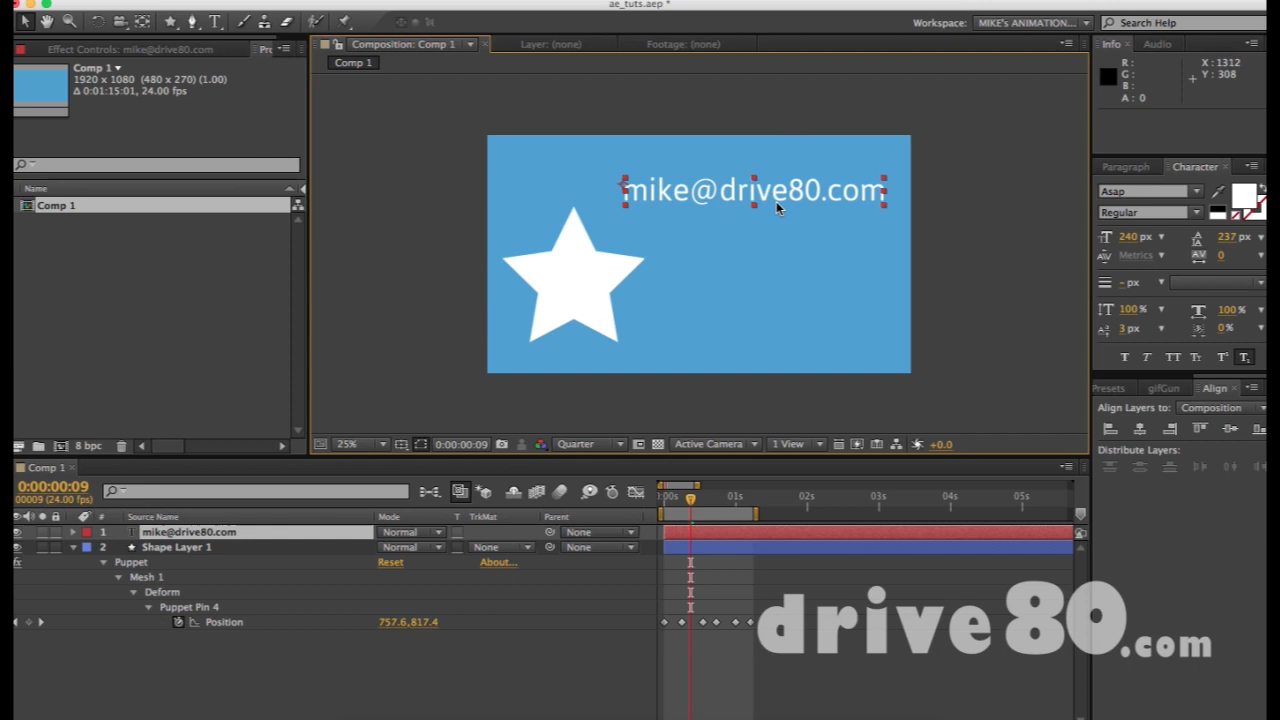 ae_tuts.aep *
Workspace: MIKE's ANIMATION...
Search Help
Effect Controls: mike@drive80.com
Pro
Composition: Comp 1
Layer: (none)
Footage: (none)
Info
Audio
Comp 1
1920 x 1080 (480 x 270) (1.00)
Δ 0:01:15:01, 24.00 fps
Comp 1
R :
G :
B :
A : 0
X : 1312
Y : 308
mike@drive80.com
Paragraph
Character
Name
Asap
Comp 1
Regular
240 px
237 px
Metrics
0
- px
100 %
100 %
3 px
0 %
T T TT Tт T¹ T₁
Presets
gifGun
Align
Align Layers to:
Composition
8 bpc
25%
0:00:00:09
Quarter
Active Camera
1 View
+0.0
Distribute Layers:
Comp 1
0:00:00:09
00009 (24.00 fps)
:00s
01s
02s
03s
04s
05s
#
Source Name
Mode
T
TrkMat
Parent
1
T
mike@drive80.com
Normal
None
2
Shape Layer 1
Normal
None
None
fx
Puppet
Reset
About...
Mesh 1
Deform
Puppet Pin 4
Position
757.6,817.4
drive80.com